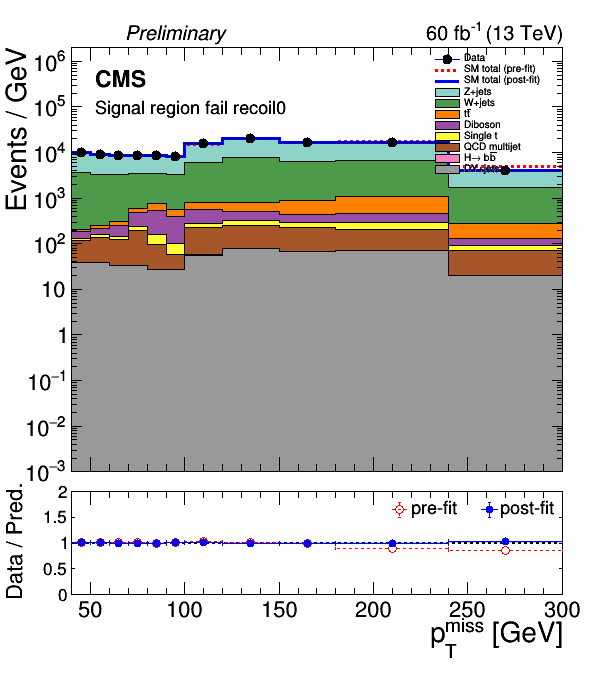 Preliminary
60 fb⁻¹ (13 TeV)
Events / GeV
10⁶
10⁵
10⁴
10³
10²
10
1
10⁻¹
10⁻²
10⁻³
CMS
Signal region fail recoil0
Data
SM total (pre-fit)
SM total (post-fit)
Z+jets
W+jets
tt̅
Diboson
Single t
QCD multijet
H→ bb̅
Data / Pred.
2
1.5
1
0.5
0
pre-fit
post-fit
50
100
150
200
250
300
p_T^miss [GeV]